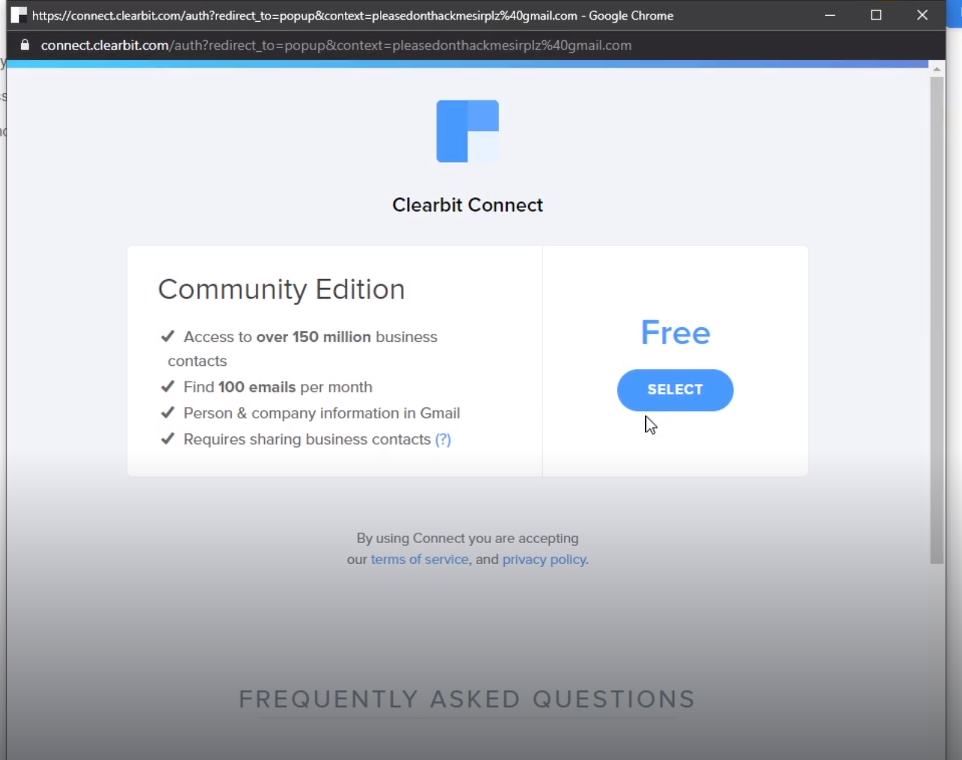 https://connect.clearbit.com/auth?redirect_to=popup&context=pleasedonthackmesirplz%40gmail.com - Google Chrome
connect.clearbit.com/auth?redirect_to=popup&context=pleasedonthackmesirplz%40gmail.com
Clearbit Connect
Community Edition
✔ Access to over 150 million business
contacts
✔ Find 100 emails per month
✔ Person & company information in Gmail
✔ Requires sharing business contacts (?)
Free
SELECT
By using Connect you are accepting
our terms of service, and privacy policy.
FREQUENTLY ASKED QUESTIONS